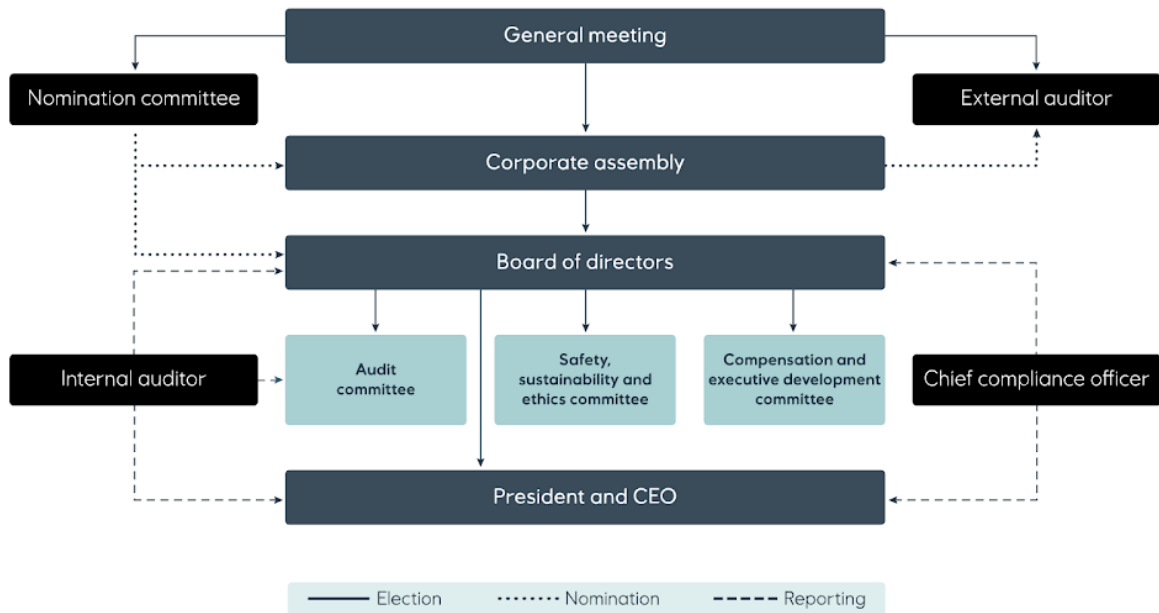 General meeting
Nomination committee
External auditor
Corporate assembly
Board of directors
Internal auditor
Audit
committee
Safety,
sustainability and
ethics committee
Compensation and
executive development
committee
Chief compliance officer
President and CEO
Election
Nomination
Reporting